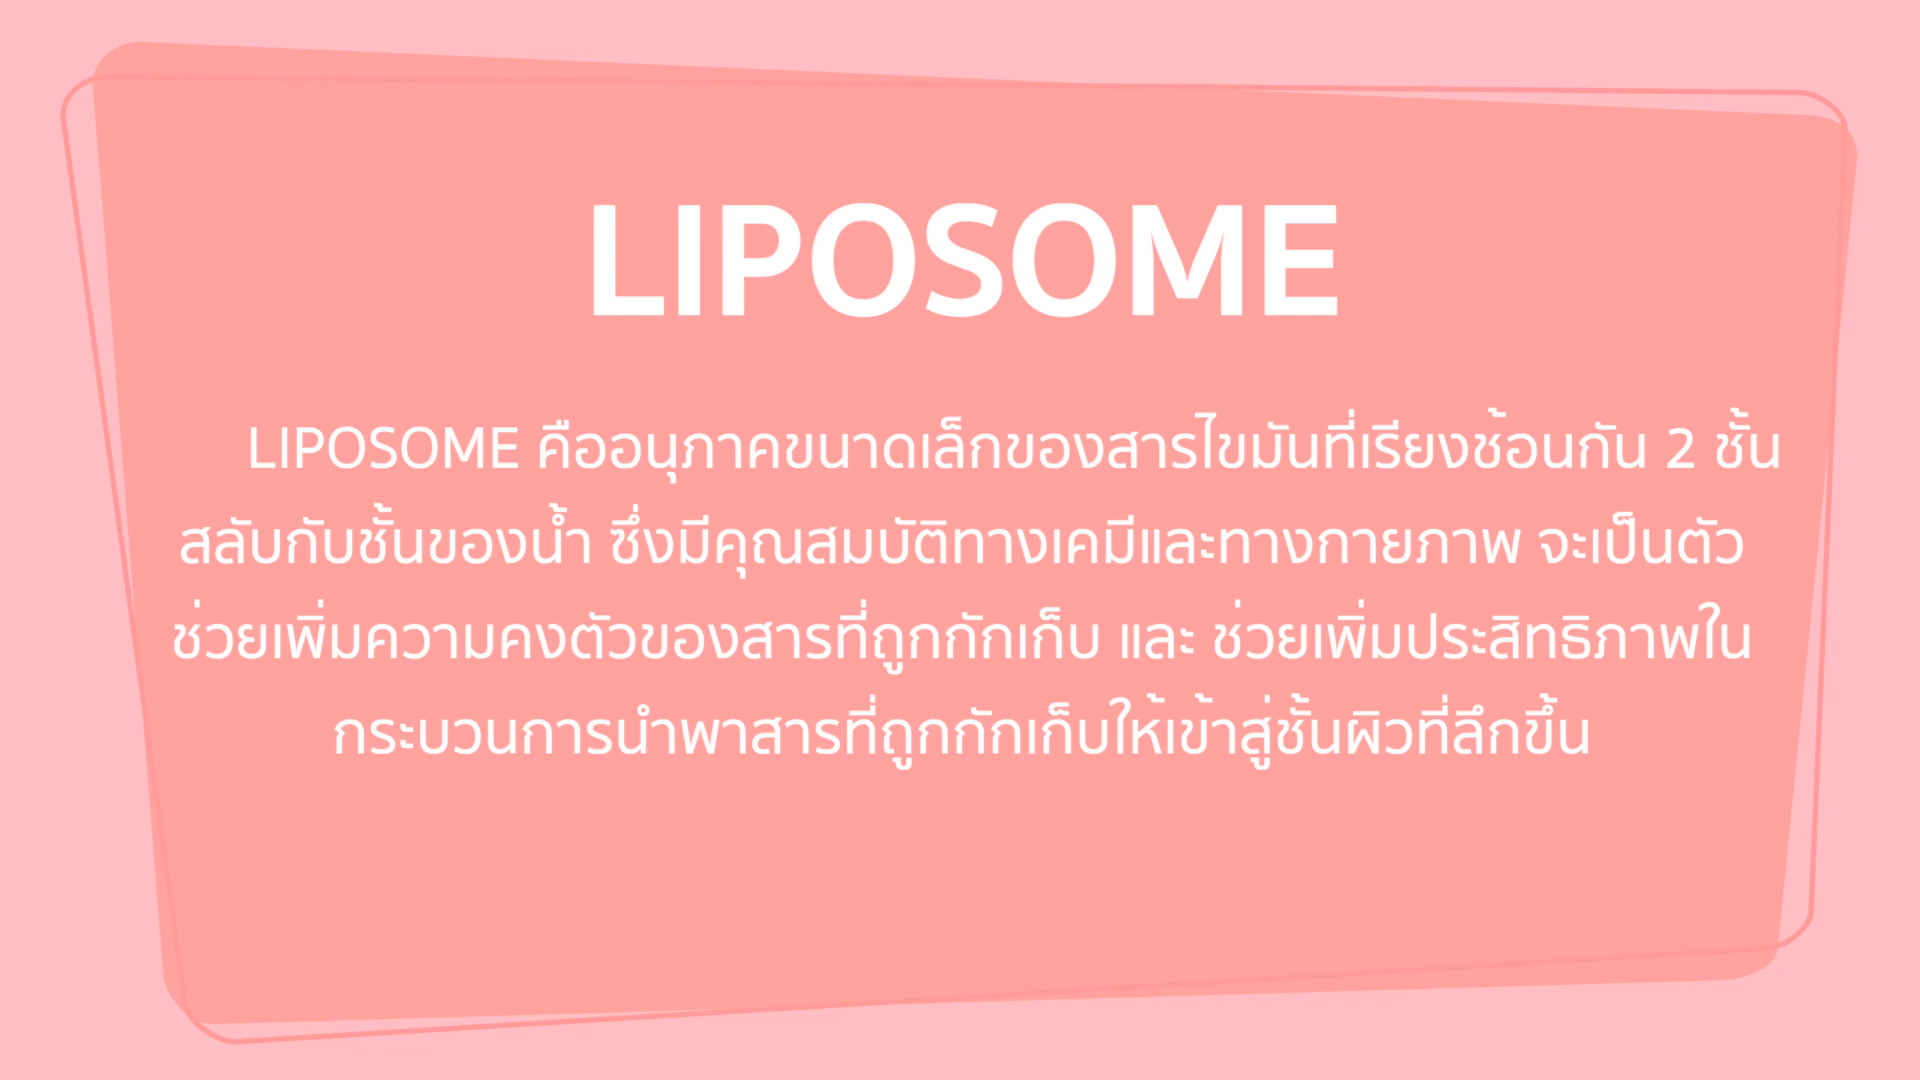 LIPOSOME
LIPOSOME คืออนุภาคขนาดเล็กของสารไขมันที่เรียงซ้อนกัน 2 ชั้น
สลับกับชั้นของน้ำ ซึ่งมีคุณสมบัติทางเคมีและทางกายภาพ จะเป็นตัว
ช่วยเพิ่มความคงตัวของสารที่ถูกกักเก็บ และ ช่วยเพิ่มประสิทธิภาพใน
กระบวนการนำพาสารที่ถูกกักเก็บให้เข้าสู่ชั้นผิวที่ลึกขึ้น